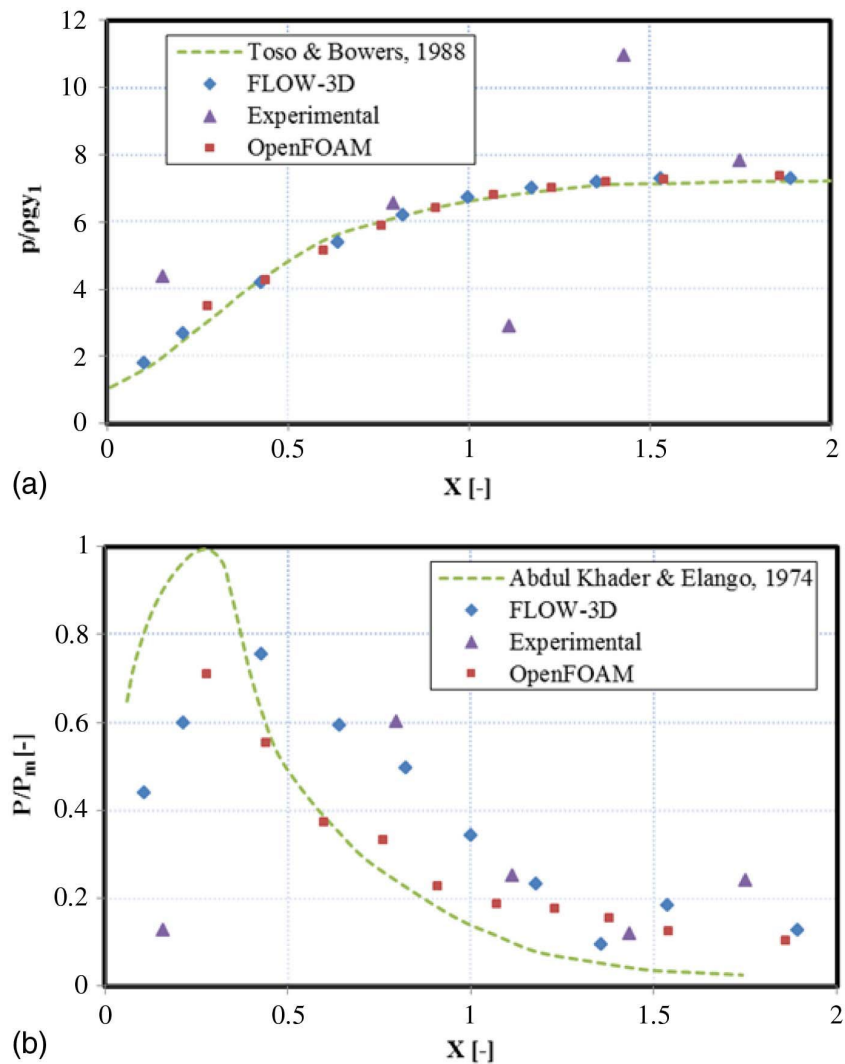 12
10
8
6
4
2
0
p/ρgy1
Toso & Bowers, 1988
FLOW-3D
Experimental
OpenFOAM
0 0.5 1 1.5 2
(a)
X [-]
1
0.8
0.6
0.4
0.2
0
P/Pm [-]
Abdul Khader & Elango, 1974
FLOW-3D
Experimental
OpenFOAM
0 0.5 1 1.5 2
(b)
X [-]